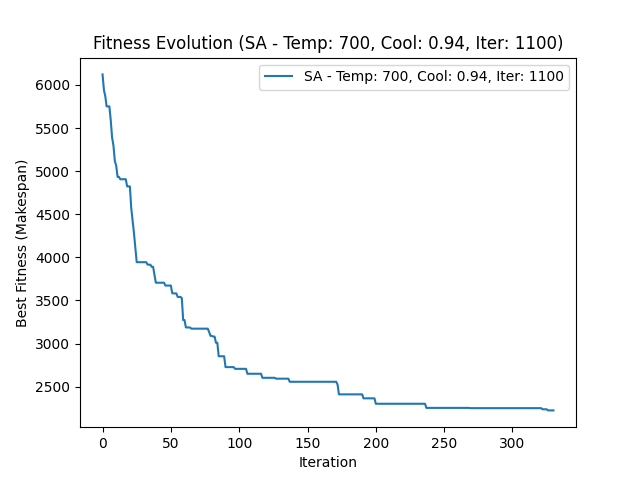 Fitness Evolution (SA - Temp: 700, Cool: 0.94, Iter: 1100)
SA - Temp: 700, Cool: 0.94, Iter: 1100
Best Fitness (Makespan)
6000
5500
5000
4500
4000
3500
3000
2500
0 50 100 150 200 250 300
Iteration